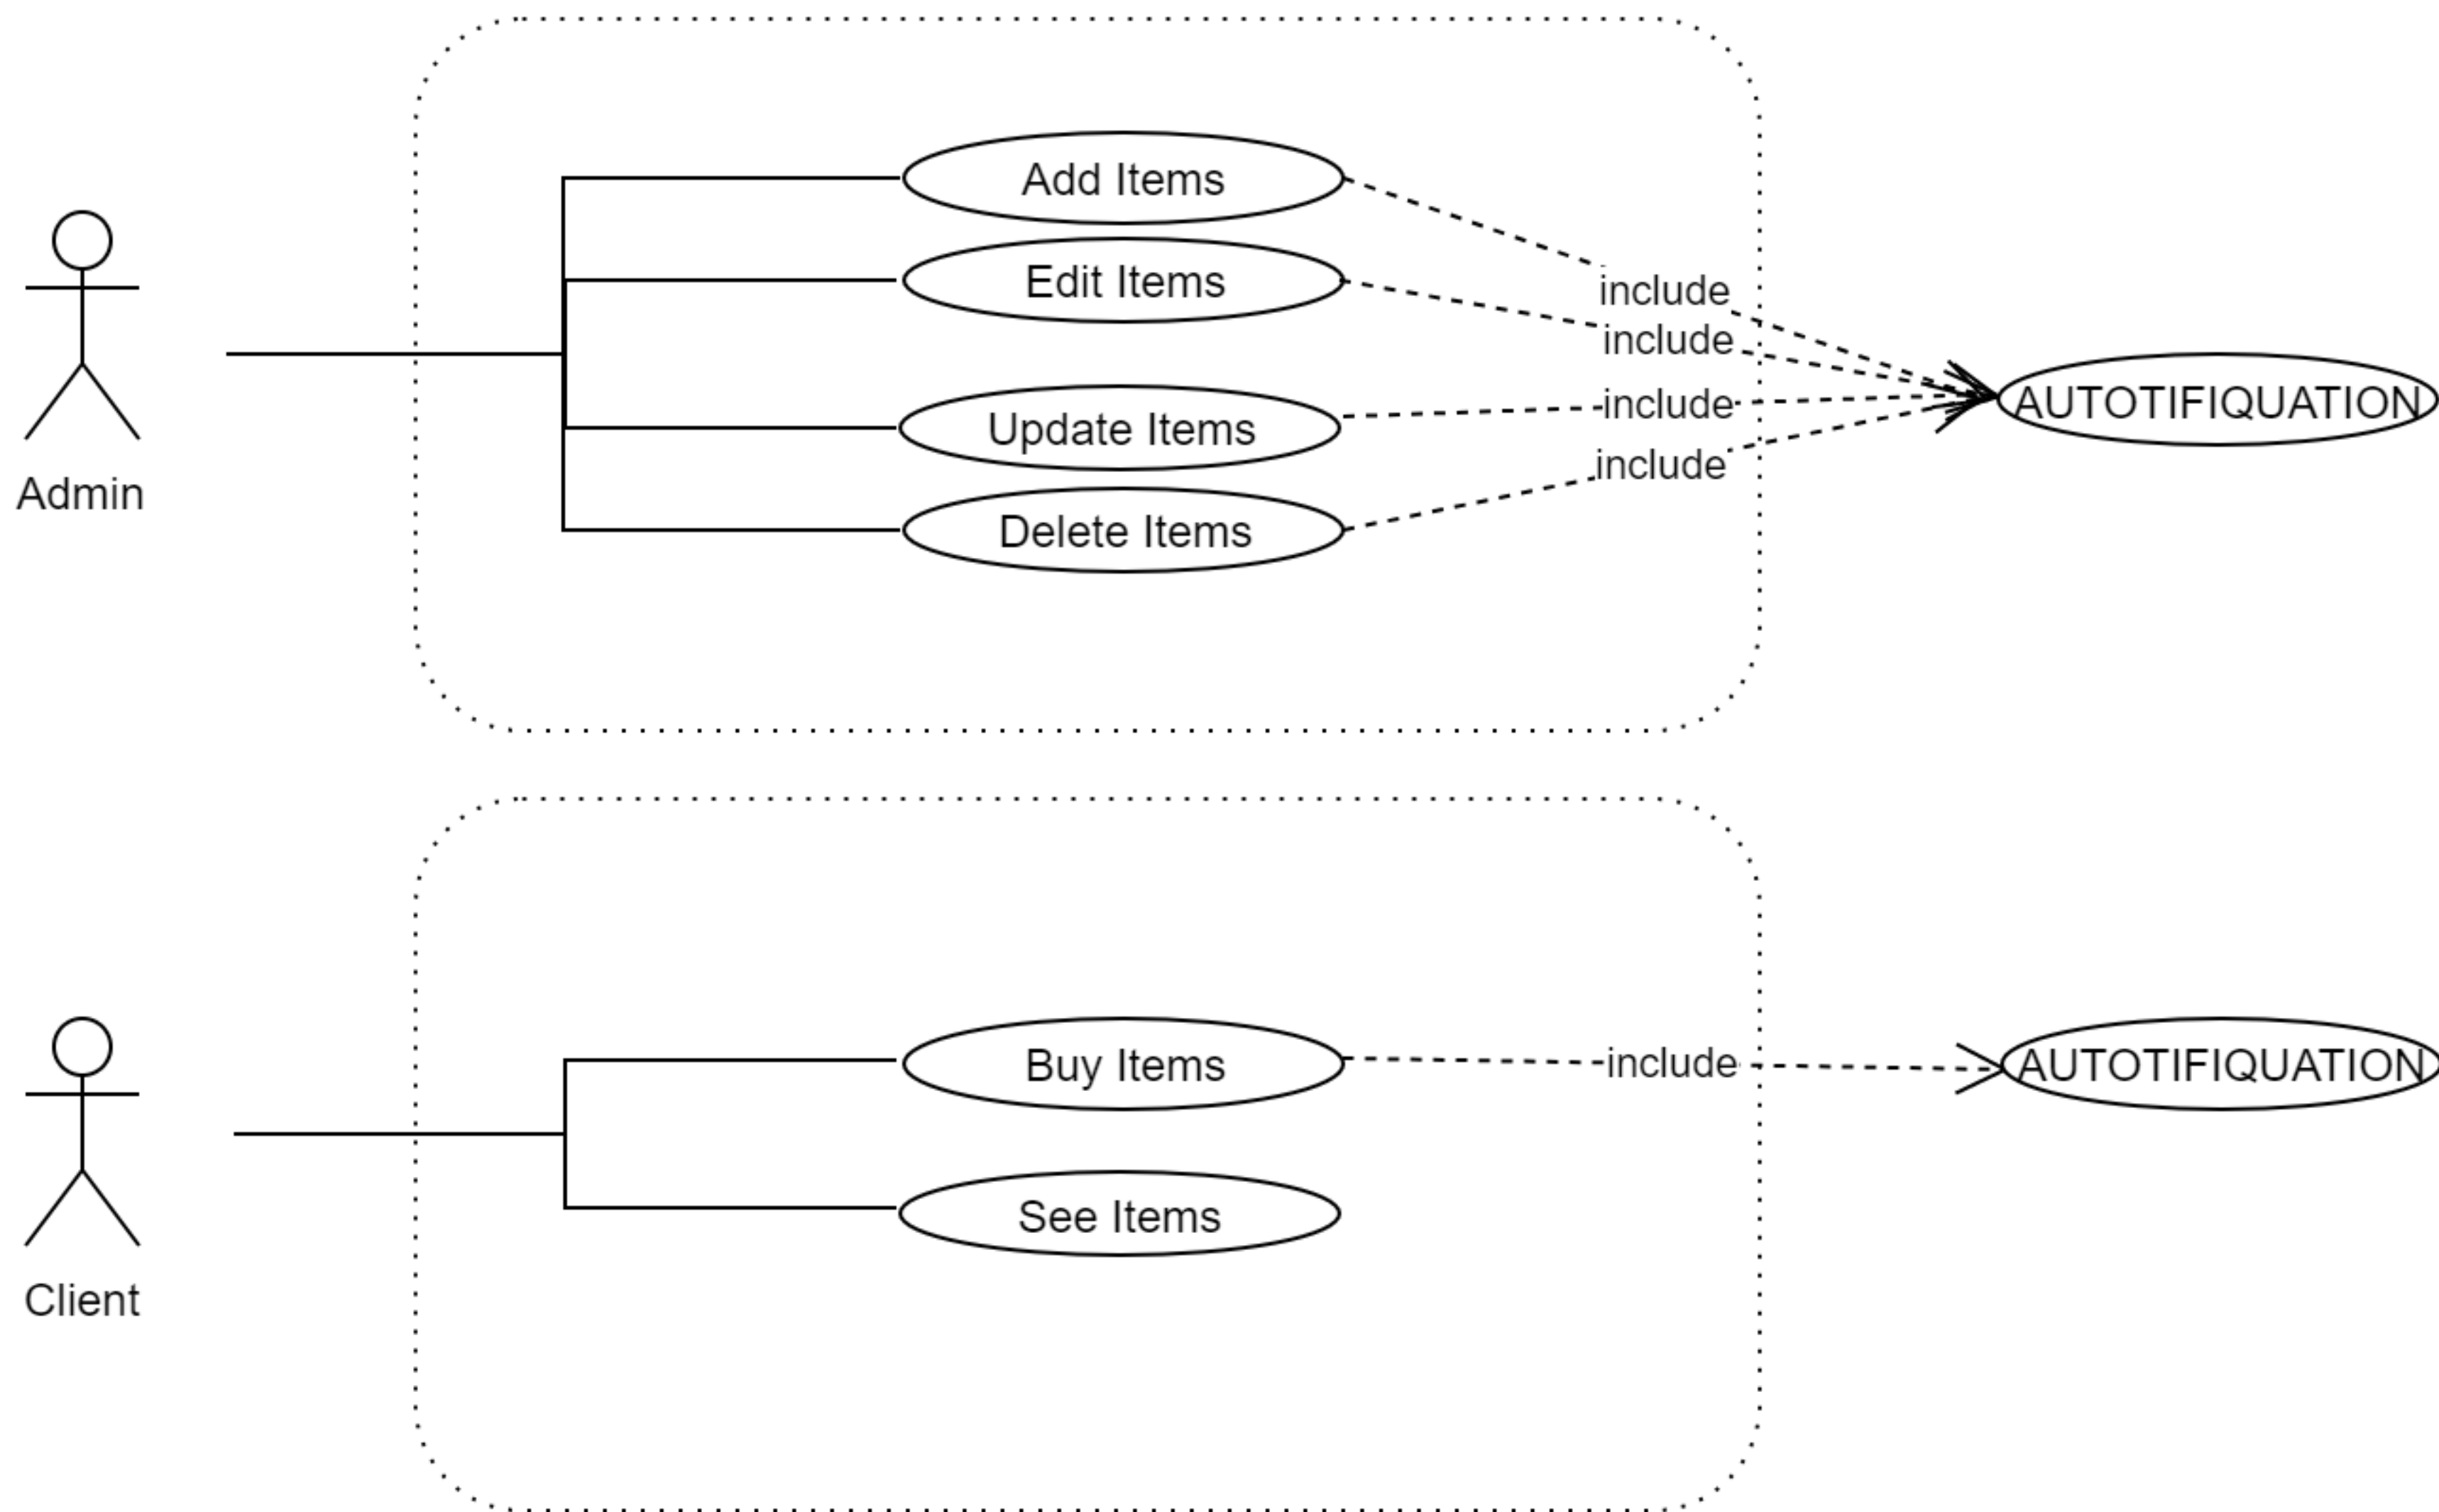 Add Items
Edit Items
include
include
Update Items
include
AUTOTIFIQUATION
Delete Items
include
Admin
Buy Items
include
AUTOTIFIQUATION
See Items
Client